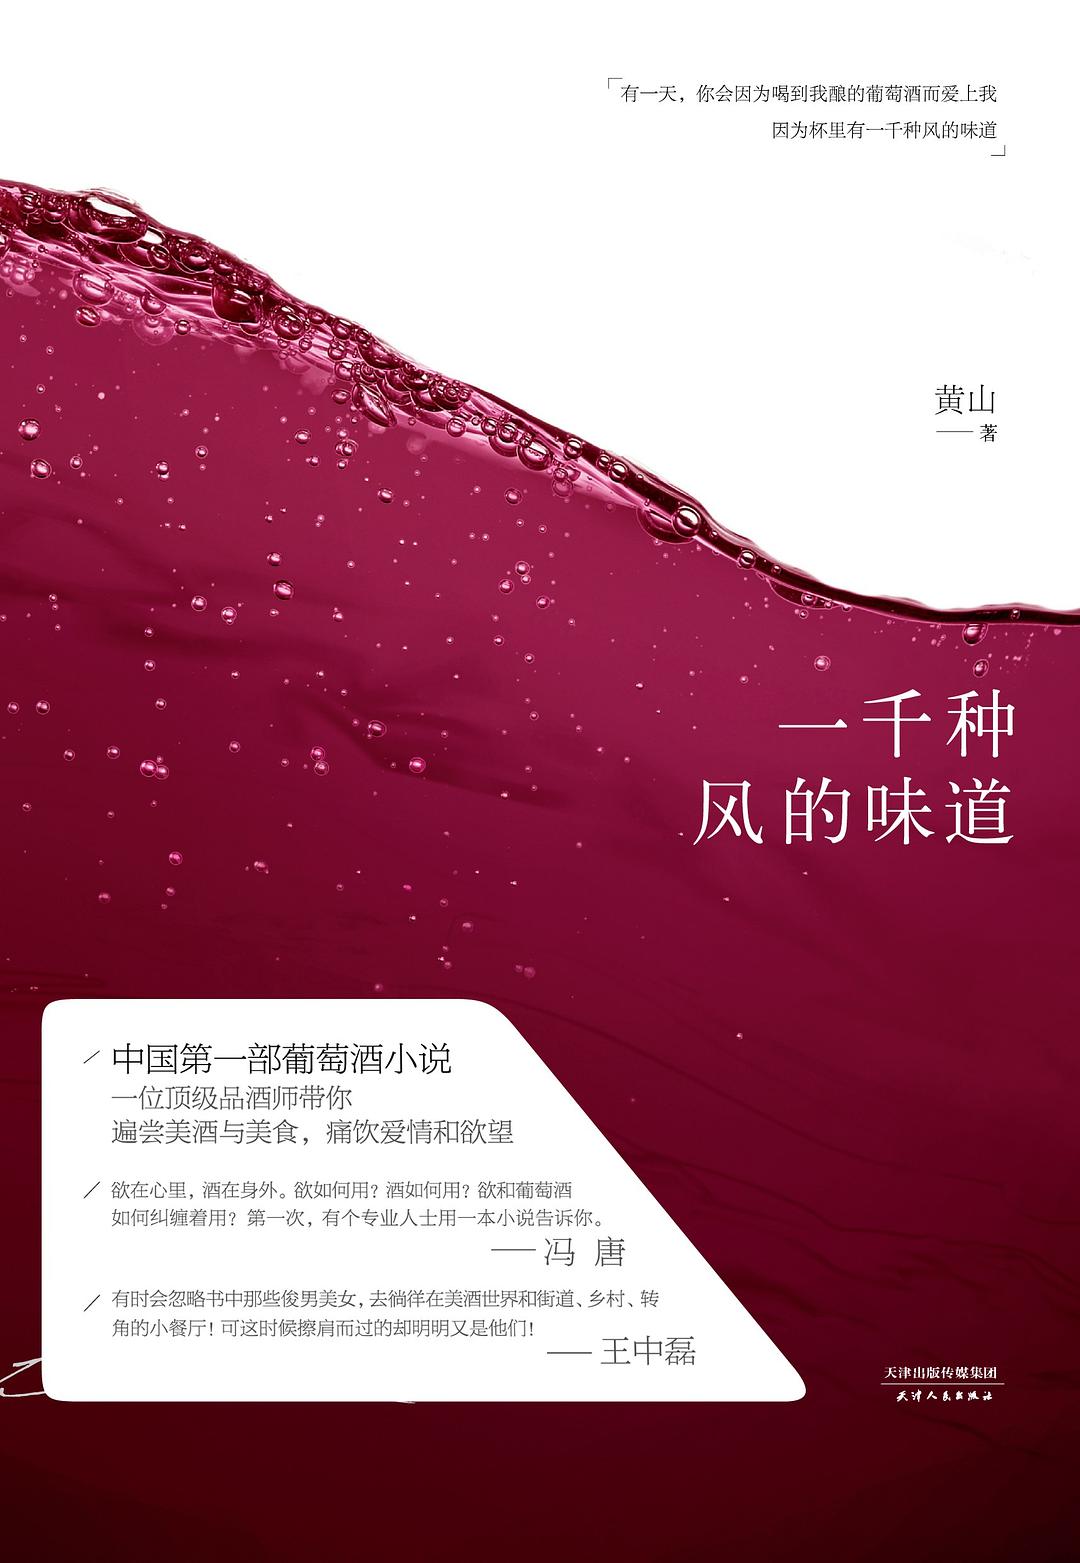 「有一天，你会因为喝到我酿的葡萄酒而爱上我
因为杯里有一千种风的味道」
黄山
—— 著
一千种
风的味道
中国第一部葡萄酒小说
一位顶级品酒师带你
遍尝美酒与美食，痛饮爱情和欲望
欲在心里，酒在身外。欲如何用？酒如何用？欲和葡萄酒
如何纠缠着用？第一次，有个专业人士用一本小说告诉你。
—— 冯 唐
有时会忽略书中那些俊男美女，去徜徉在美酒世界和街道、乡村、转
角的小餐厅！可这时候擦肩而过的却明明又是他们！
—— 王中磊
天津出版传媒集团
天津人民出版社